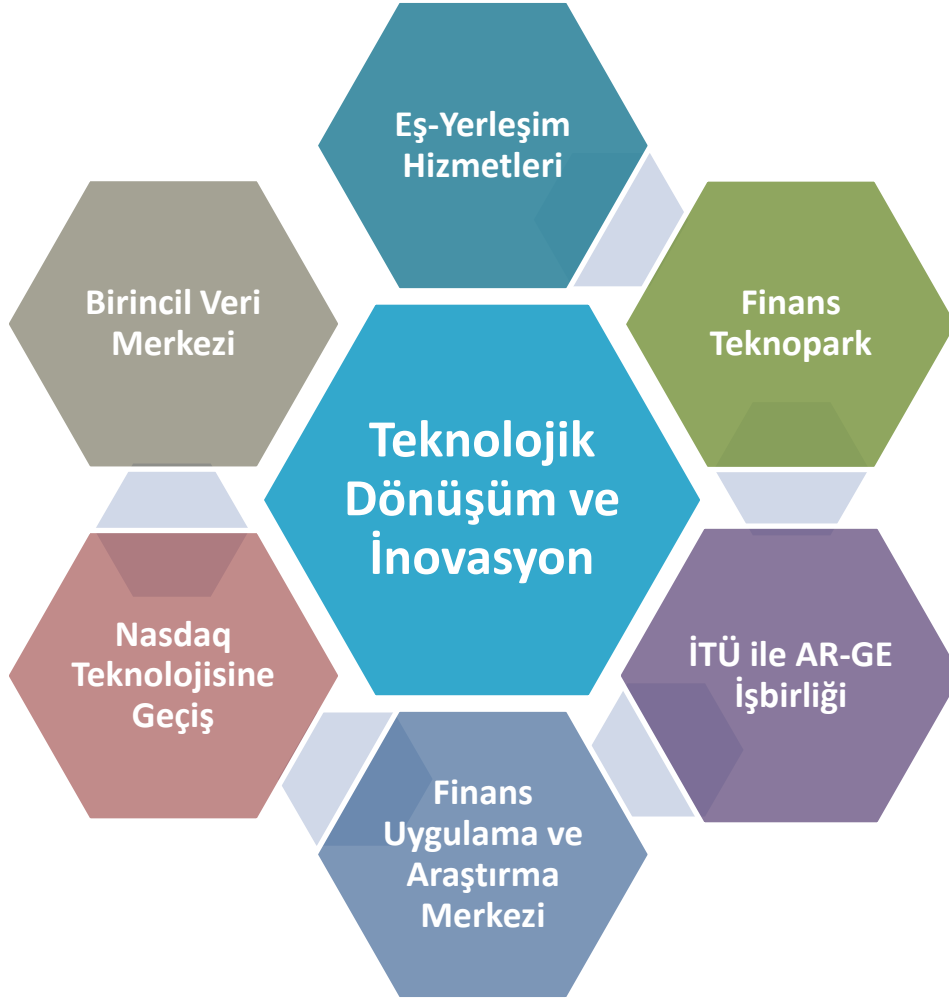 Eş-Yerleşim
Hizmetleri
Birincil Veri
Merkezi
Finans
Teknopark
Teknolojik
Dönüşüm ve
İnovasyon
Nasdaq
Teknolojisine
Geçiş
İTÜ ile AR-GE
İşbirliği
Finans
Uygulama ve
Araştırma
Merkezi